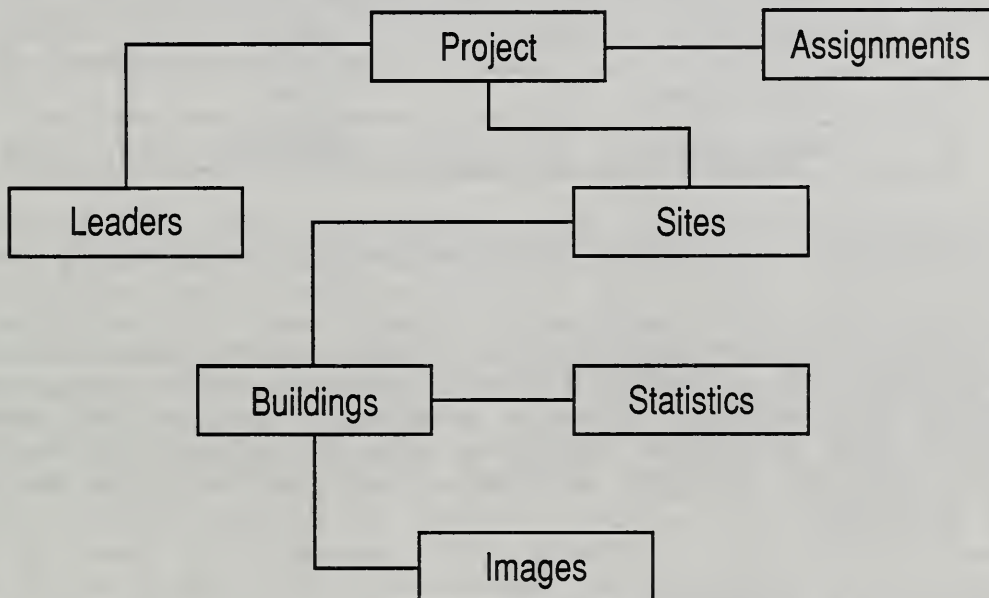 Project
Assignments
Leaders
Sites
Buildings
Statistics
Images